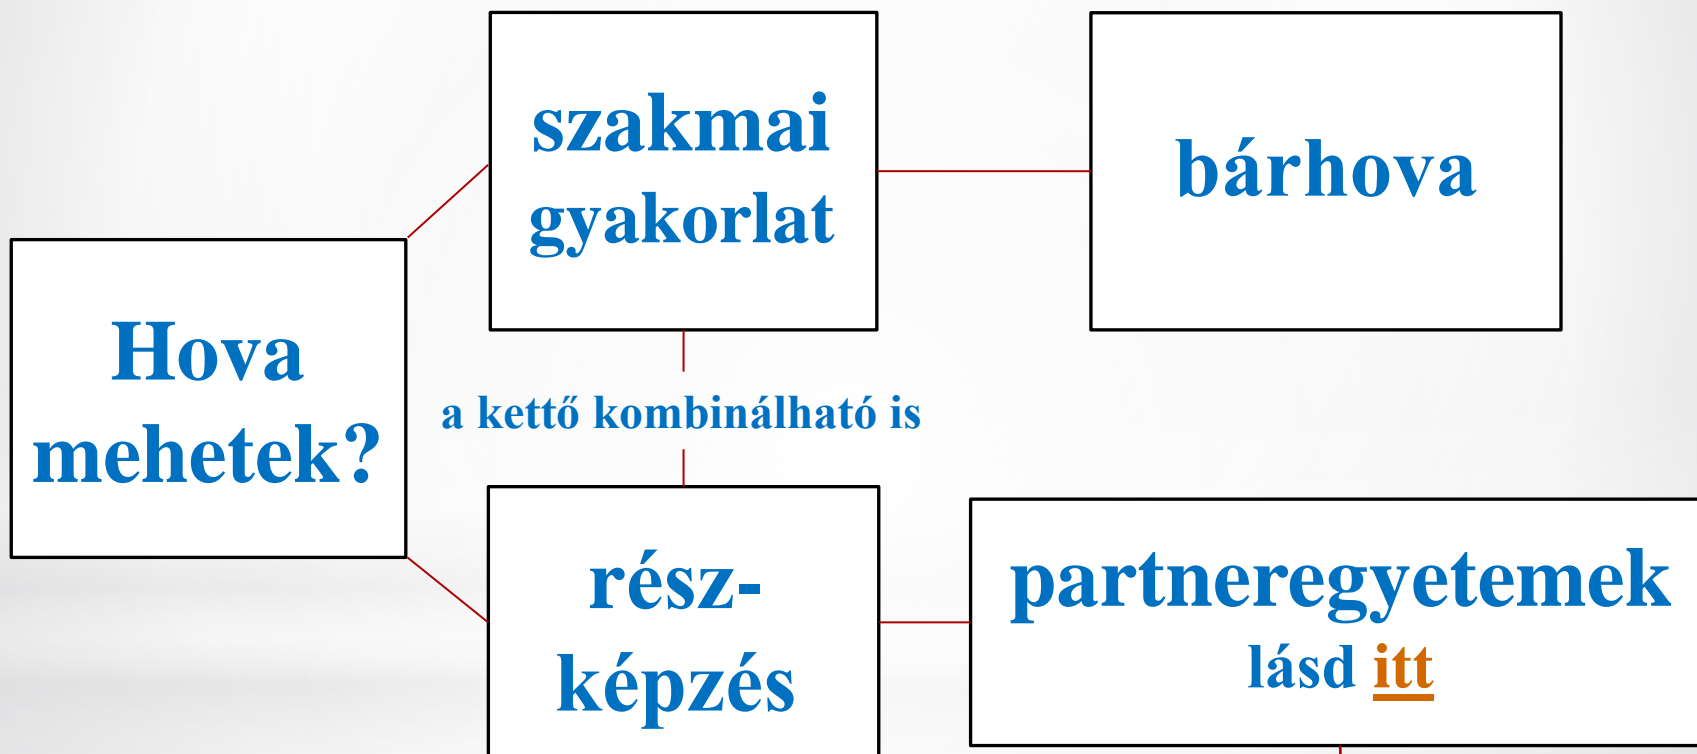 Hova
mehetek?
szakmai
gyakorlat
bárhova
a kettő kombinálható is
rész-
képzés
partneregyetemek
lásd itt